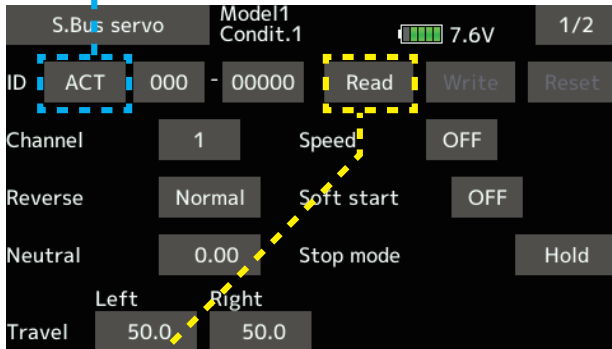 S.Bus servo Model1 Condit.1 7.6V 1/2
ID ACT 000 - 00000 Read Write Reset
Channel 1 Speed OFF
Reverse Normal Soft start OFF
Neutral 0.00 Stop mode Hold
Left Right
Travel 50.0 50.0